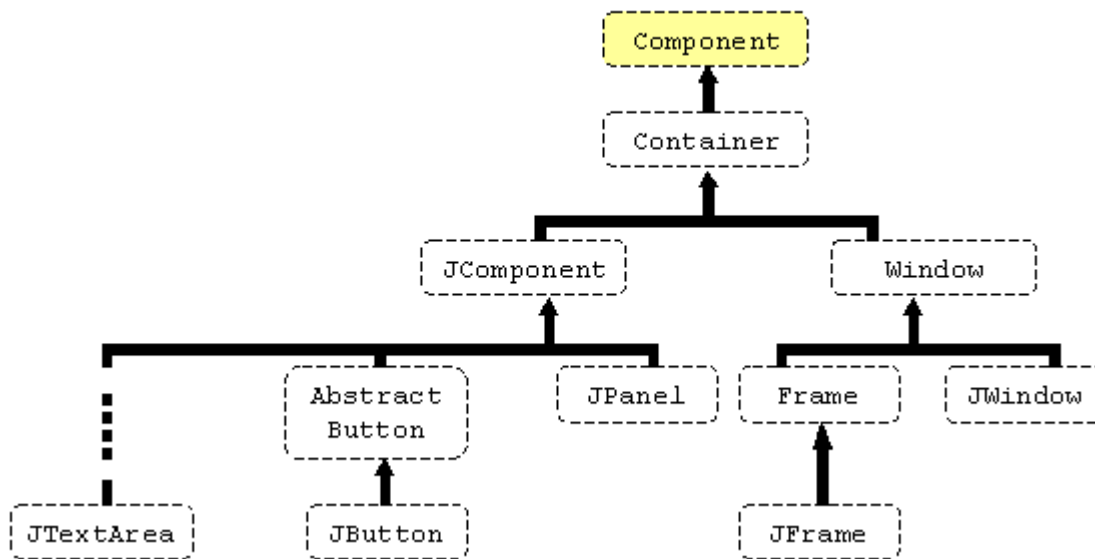 Component
Container
JComponent
Window
Abstract
Button
JPanel
Frame
JWindow
JTextArea
JButton
JFrame